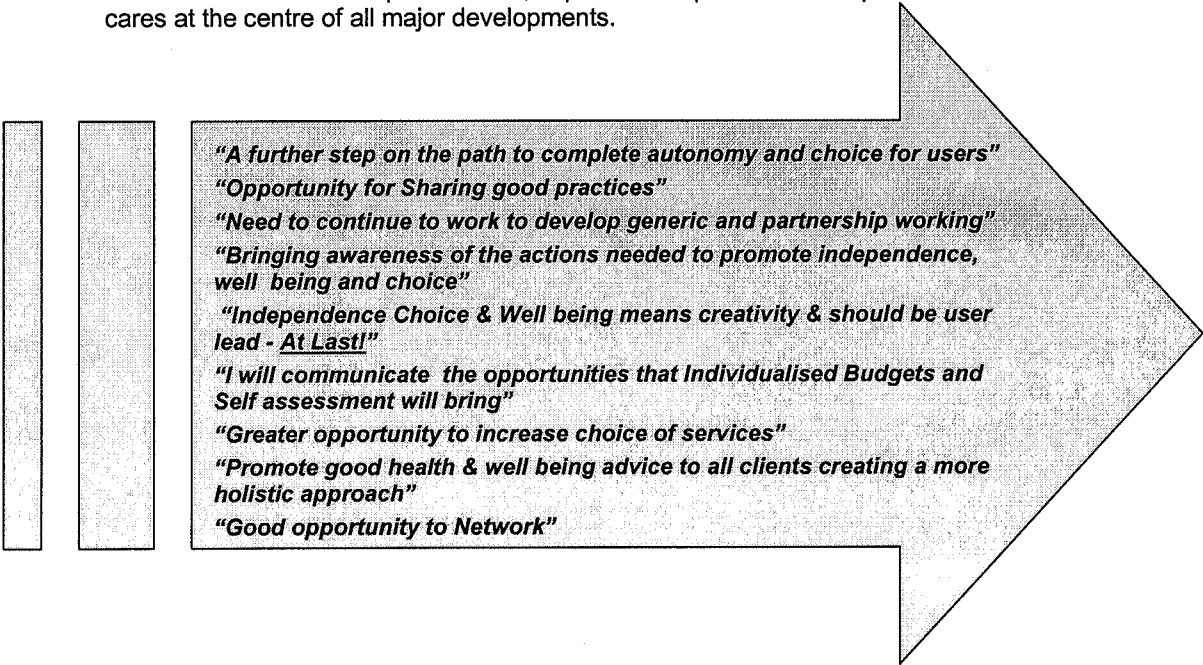 cares at the centre of all major developments.
“A further step on the path to complete autonomy and choice for users”
“Opportunity for Sharing good practices”
“Need to continue to work to develop generic and partnership working”
“Bringing awareness of the actions needed to promote independence,
well being and choice”
“Independence Choice & Well being means creativity & should be user
lead - At Last!”
“I will communicate the opportunities that Individualised Budgets and
Self assessment will bring”
“Greater opportunity to increase choice of services”
“Promote good health & well being advice to all clients creating a more
holistic approach”
“Good opportunity to Network”